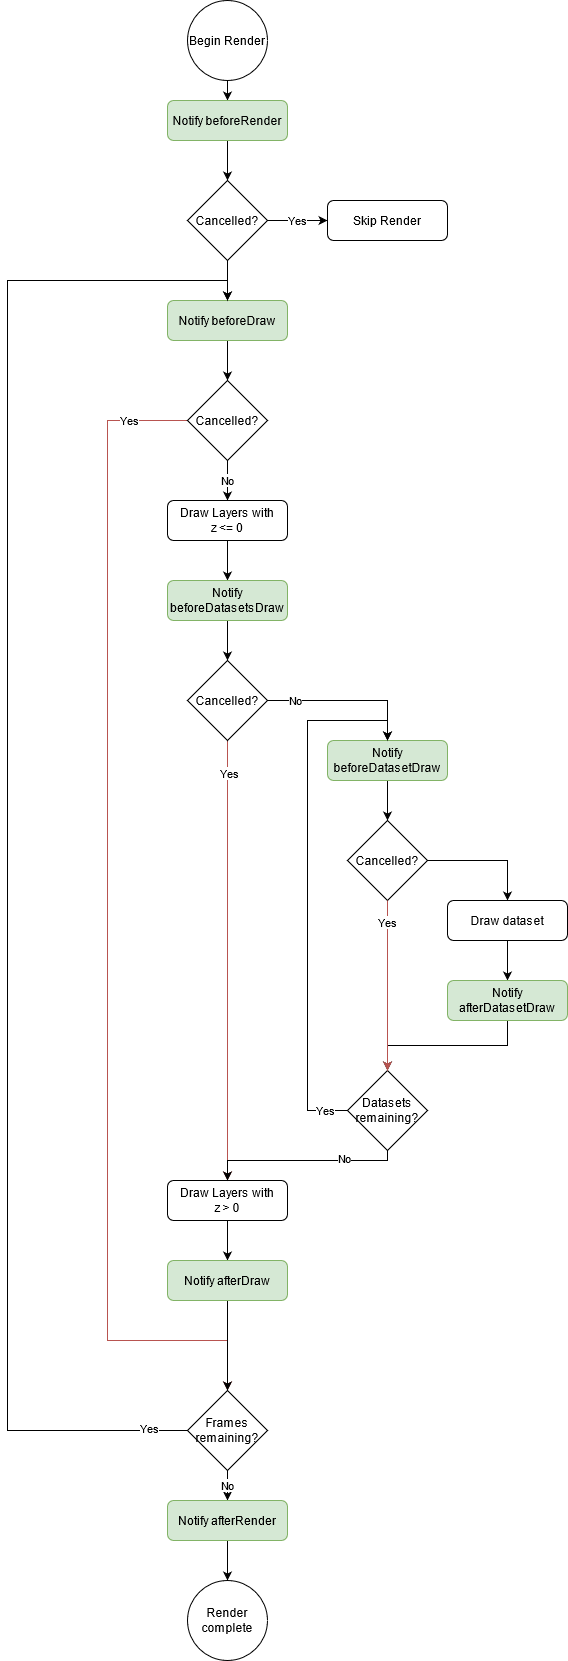 Begin Render
Notify beforeRender
Cancelled?
Yes
Skip Render
Notify beforeDraw
Yes
Cancelled?
No
Draw Layers with
z <= 0
Notify
beforeDatasetsDraw
Cancelled?
No
Notify
beforeDatasetDraw
Yes
Cancelled?
Yes
Draw dataset
Notify
afterDatasetDraw
Datasets
remaining?
Yes
No
Draw Layers with
z > 0
Notify afterDraw
Frames
remaining?
Yes
No
Notify afterRender
Render
complete